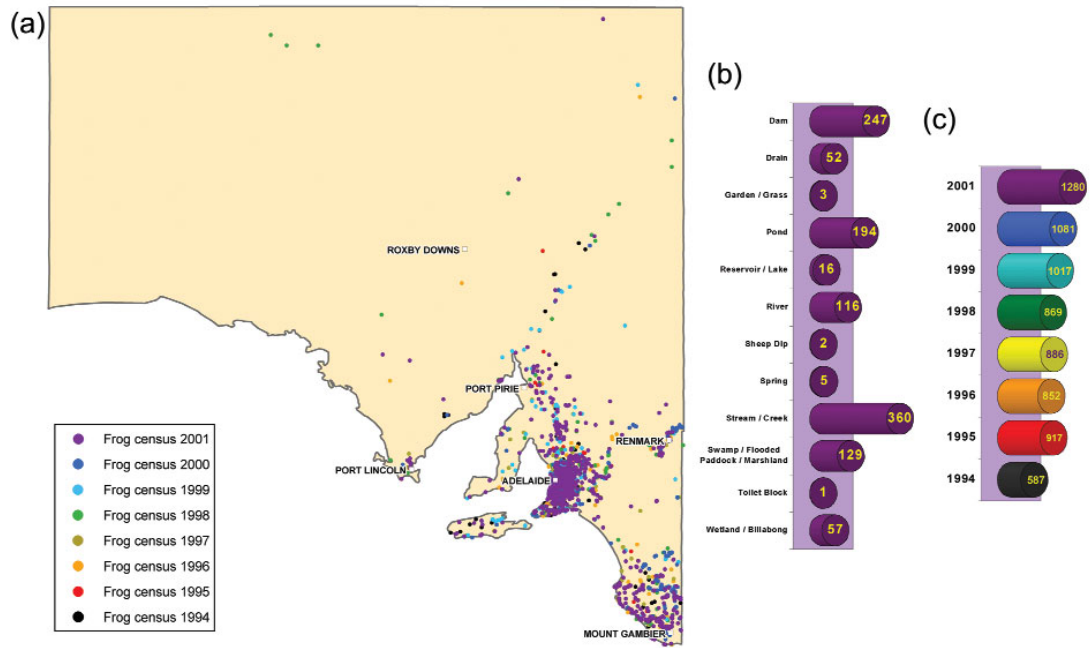 (a)
ROXBY DOWNS
PORT PIRIE
RENMARK
PORT LINCOLN
ADELAIDE
MOUNT GAMBIER
Frog census 2001
Frog census 2000
Frog census 1999
Frog census 1998
Frog census 1997
Frog census 1996
Frog census 1995
Frog census 1994
(b)
Dam 247
Drain 52
Garden / Grass 3
Pond 194
Reservoir / Lake 16
River 116
Sheep Dip 2
Spring 5
Stream / Creek 360
Swamp / Flooded
Paddock / Marshland 129
Toilet Block 1
Wetland / Billabong 57
(c)
2001 1280
2000 1081
1999 1017
1998 869
1997 886
1996 852
1995 917
1994 587